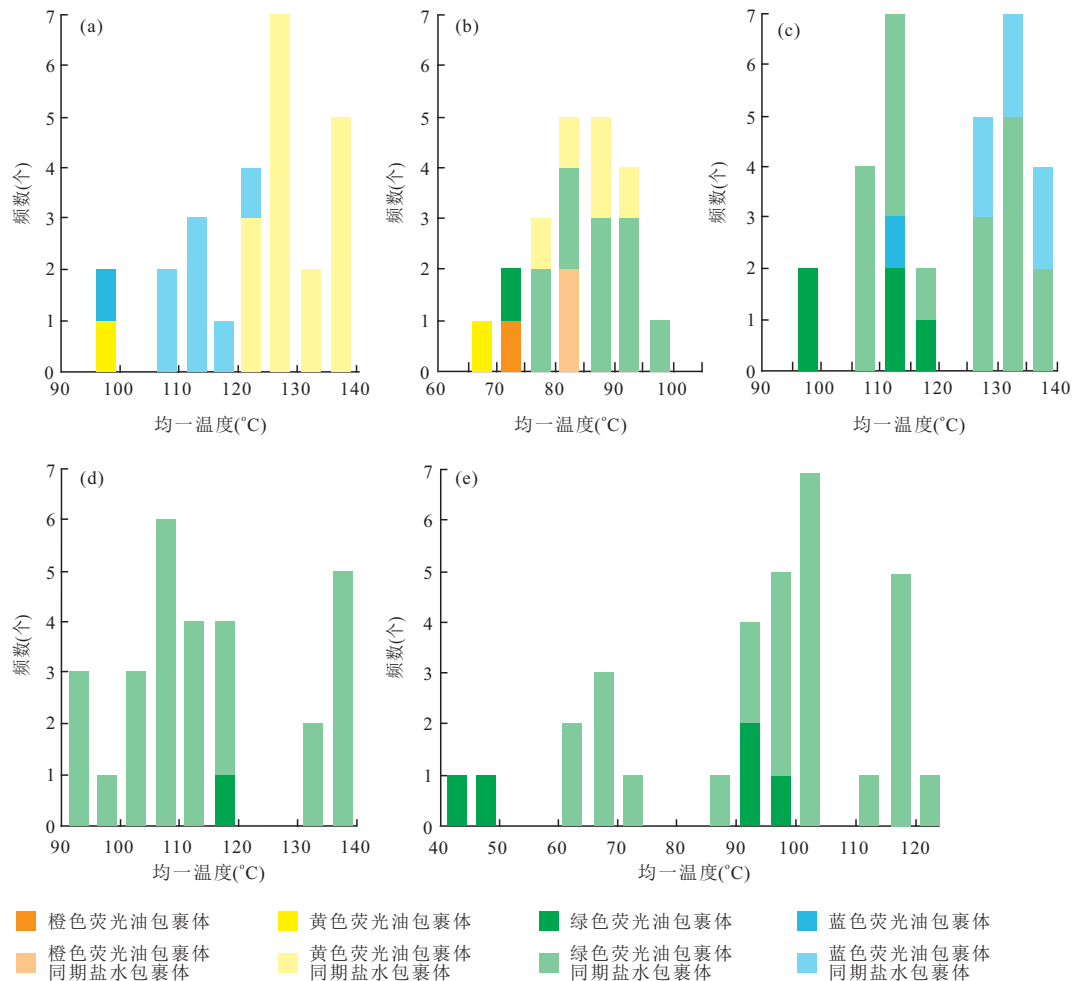 (a)
7
6
5
4
3
2
1
0
频数(个)
90 100 110 120 130 140
均一温度(°C)
(b)
7
6
5
4
3
2
1
0
频数(个)
60 70 80 90 100
均一温度(°C)
(c)
7
6
5
4
3
2
1
0
频数(个)
90 100 110 120 130 140
均一温度(°C)
(d)
7
6
5
4
3
2
1
0
频数(个)
90 100 110 120 130 140
均一温度(°C)
(e)
7
6
5
4
3
2
1
0
频数(个)
40 50 60 70 80 90 100 110 120
均一温度(°C)
橙色荧光油包裹体
黄色荧光油包裹体
绿色荧光油包裹体
蓝色荧光油包裹体
橙色荧光油包裹体
同期盐水包裹体
黄色荧光油包裹体
同期盐水包裹体
绿色荧光油包裹体
同期盐水包裹体
蓝色荧光油包裹体
同期盐水包裹体